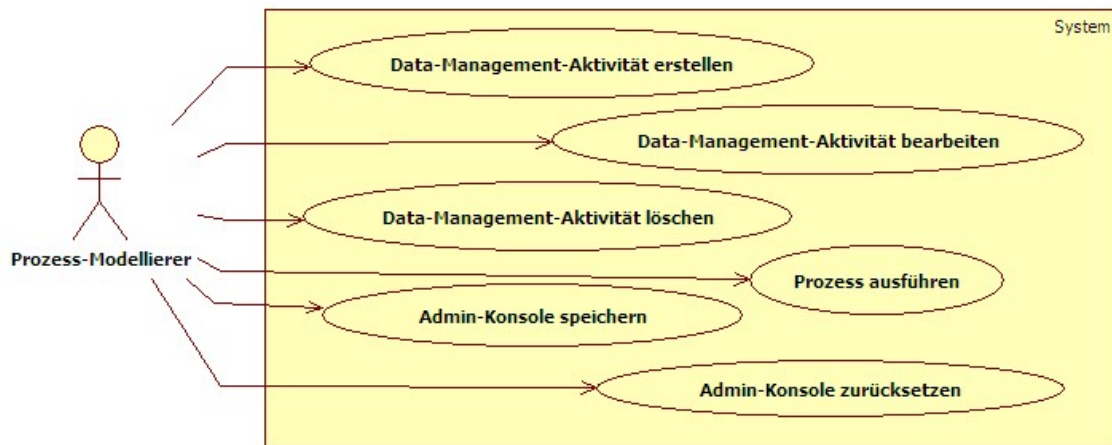 System
Data-Management-Aktivität erstellen
Data-Management-Aktivität bearbeiten
Data-Management-Aktivität löschen
Prozess-Modellierer
Prozess ausführen
Admin-Konsole speichern
Admin-Konsole zurücksetzen